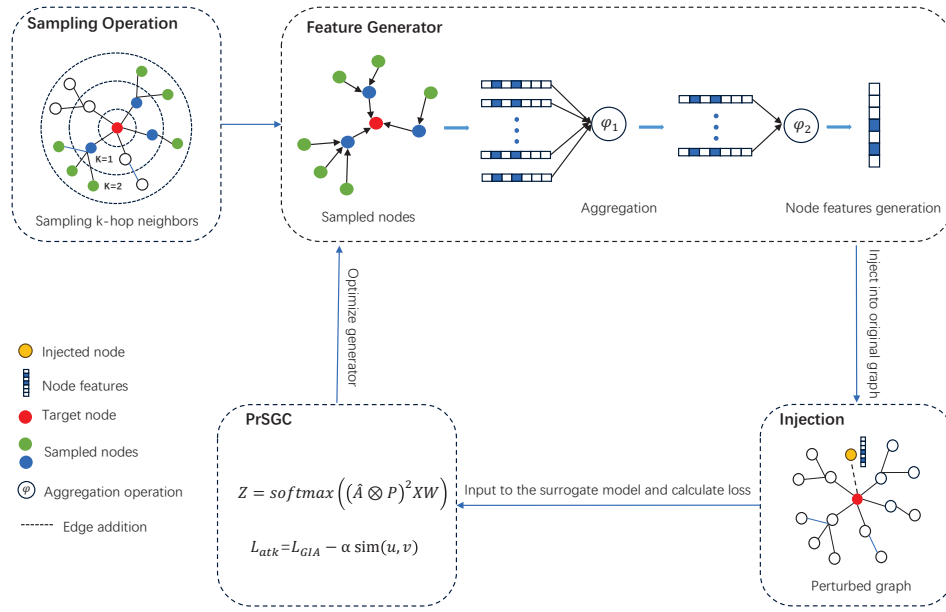 Sampling Operation
K=1
K=2
Sampling k-hop neighbors
Feature Generator
φ₁
φ₂
Sampled nodes
Aggregation
Node features generation
Optimize generator
Inject into original graph
Injected node
Node features
Target node
Sampled nodes
φ
Aggregation operation
Edge addition
PrSGC
Z = softmax((Â ⊗ P)²XW)
L_atk=L_GIA − α sim(u, v)
Input to the surrogate model and calculate loss
Injection
Perturbed graph